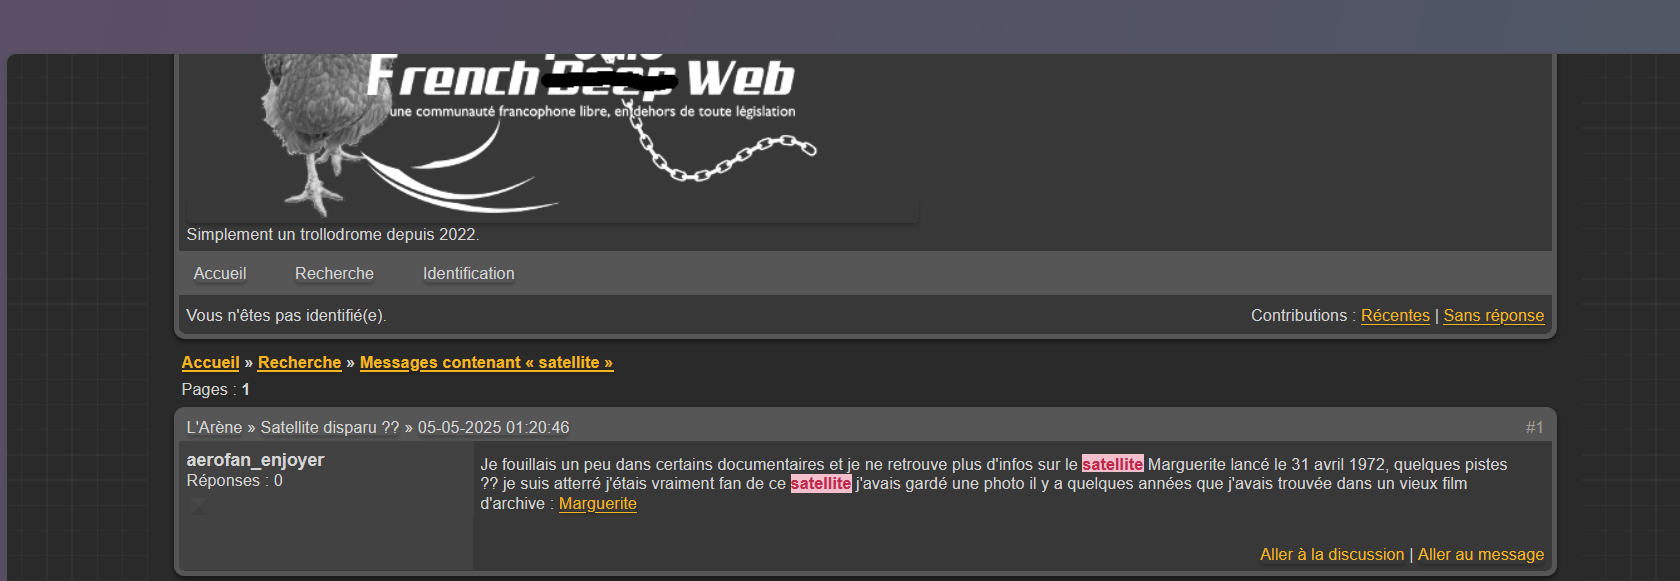 French Deep Web
une communauté francophone libre, en dehors de toute législation
Simplement un trollodrome depuis 2022.
Accueil Recherche Identification
Vous n'êtes pas identifié(e). Contributions : Récentes | Sans réponse
Accueil » Recherche » Messages contenant « satellite »
Pages : 1
L'Arène » Satellite disparu ?? » 05-05-2025 01:20:46 #1
aerofan_enjoyer
Réponses : 0
Je fouillais un peu dans certains documentaires et je ne retrouve plus d'infos sur le satellite Marguerite lancé le 31 avril 1972, quelques pistes
?? je suis atterré j'étais vraiment fan de ce satellite j'avais gardé une photo il y a quelques années que j'avais trouvée dans un vieux film
d'archive : Marguerite
Aller à la discussion | Aller au message